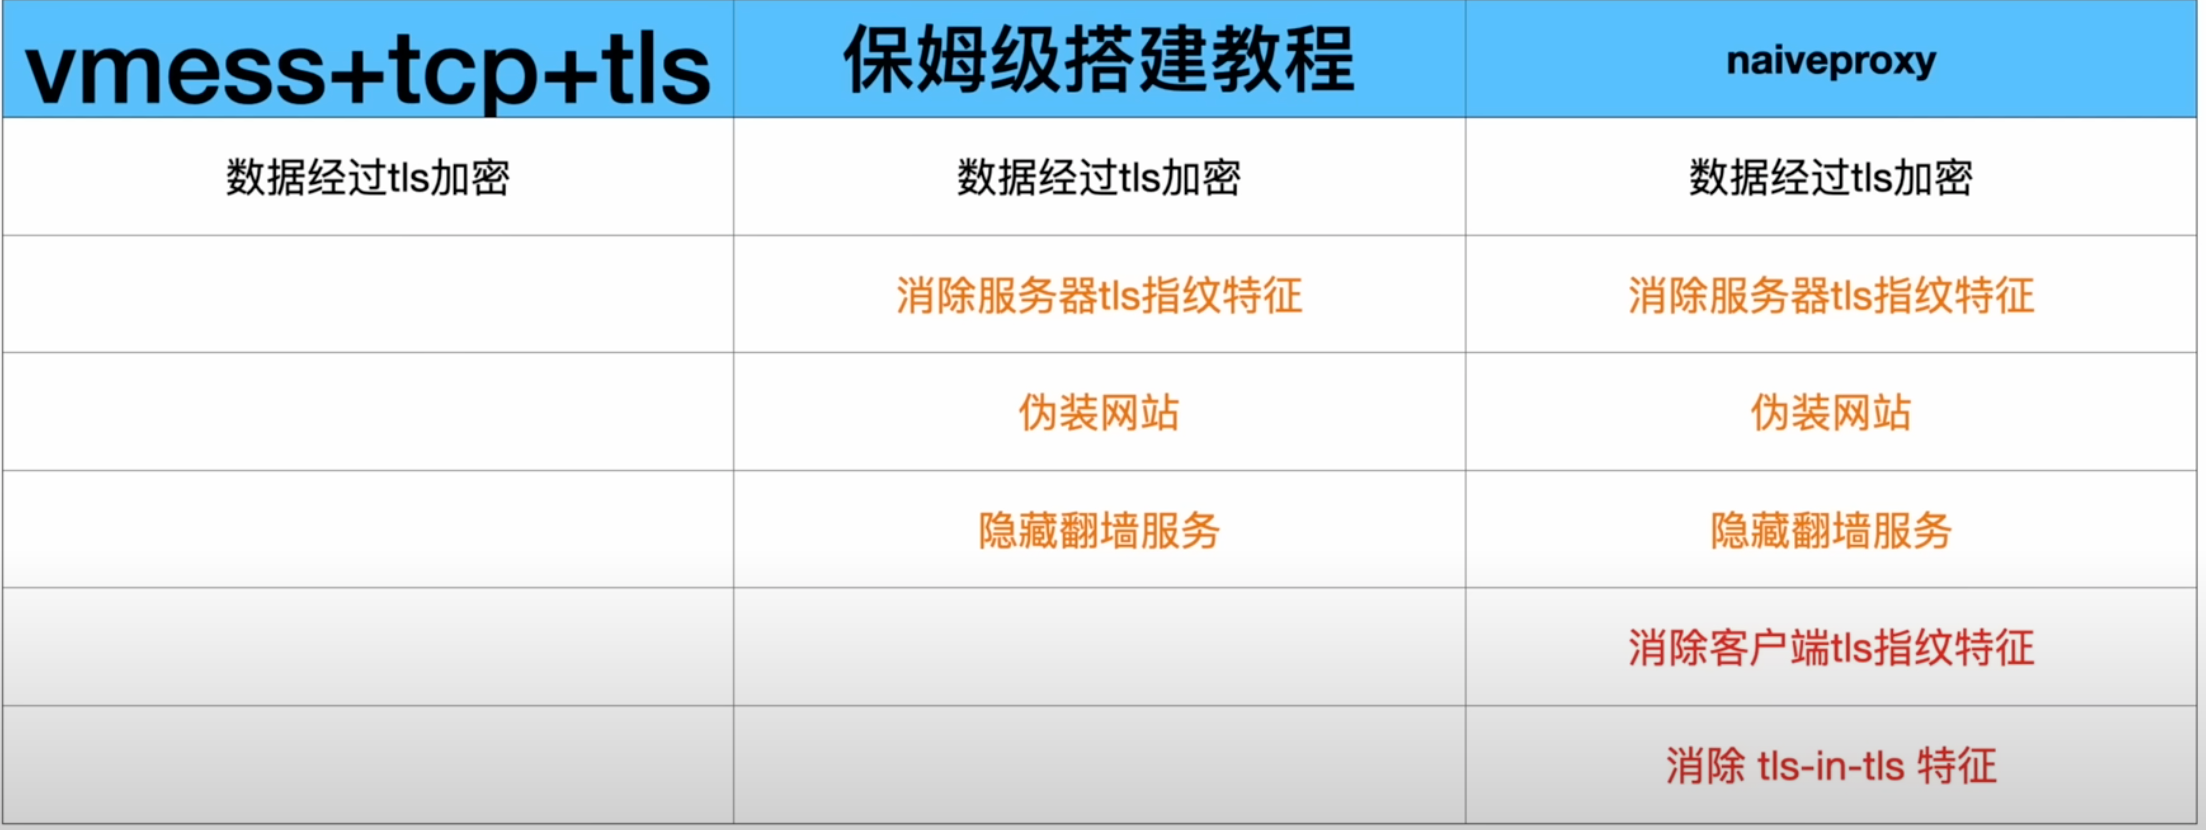 vmess+tcp+tls 保姆级搭建教程 naiveproxy
数据经过tls加密 数据经过tls加密 数据经过tls加密
消除服务器tls指纹特征 消除服务器tls指纹特征
伪装网站 伪装网站
隐藏翻墙服务 隐藏翻墙服务
消除客户端tls指纹特征
消除 tls-in-tls 特征